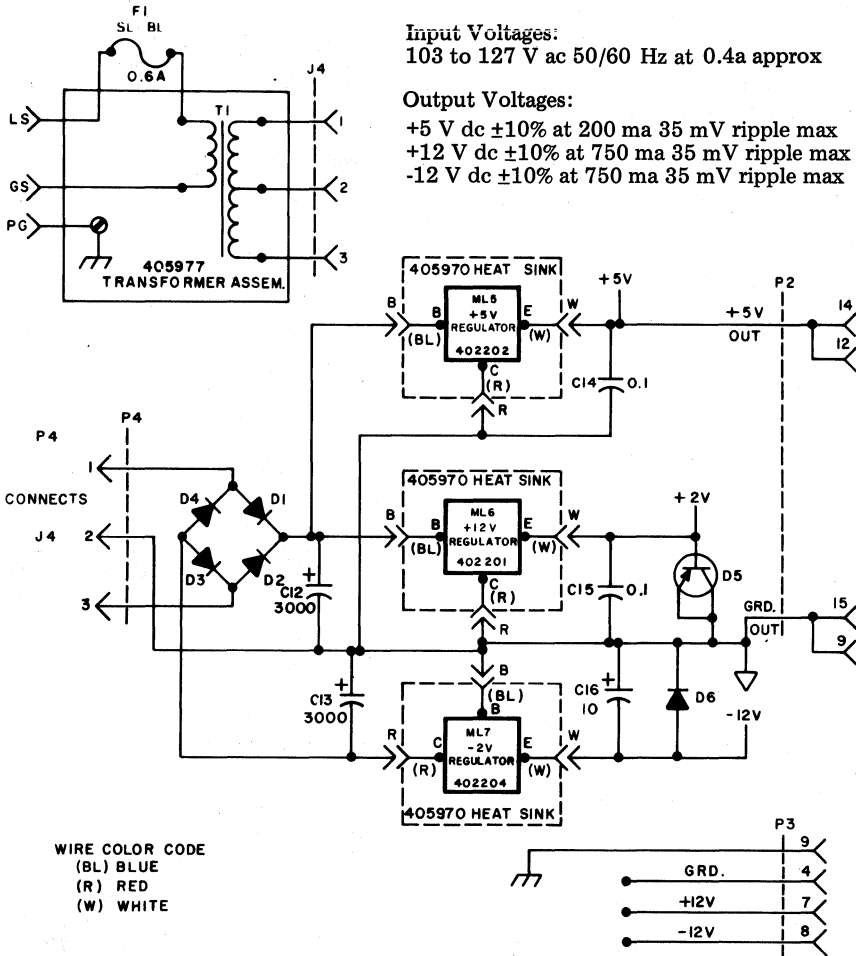 F1
SL BL
0.6A
J4
T1
LS
1
GS
2
PG
3
405977
TRANSFORMER ASSEM.
Input Voltages:
103 to 127 V ac 50/60 Hz at 0.4a approx
Output Voltages:
+5 V dc ±10% at 200 ma 35 mV ripple max
+12 V dc ±10% at 750 ma 35 mV ripple max
-12 V dc ±10% at 750 ma 35 mV ripple max
405970 HEAT SINK
B
B
(BL)
ML5
+5V
REGULATOR
402202
E
(W)
W
C
(R)
R
+5V
C14
0.1
+5V
OUT
P2
14
12
P4
P4
1
CONNECTS
J4
2
3
D4
D1
D3
D2
+
C12
3000
+
C13
3000
405970 HEAT SINK
B
B
(BL)
ML6
+12V
REGULATOR
402201
E
(W)
W
C
(R)
R
C15
0.1
+2V
D5
GRD.
OUT
15
9
B
(BL)
B
R
C
(R)
ML7
-2V
REGULATOR
402204
E
(W)
W
405970 HEAT SINK
+
C16
10
D6
-12V
WIRE COLOR CODE
(BL) BLUE
(R) RED
(W) WHITE
P3
9
GRD.
4
+12V
7
-12V
8